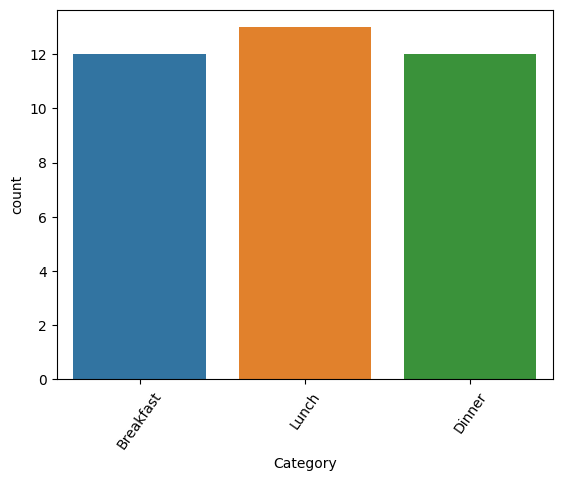 12
10
8
6
4
2
0
count
Breakfast
Lunch
Dinner
Category